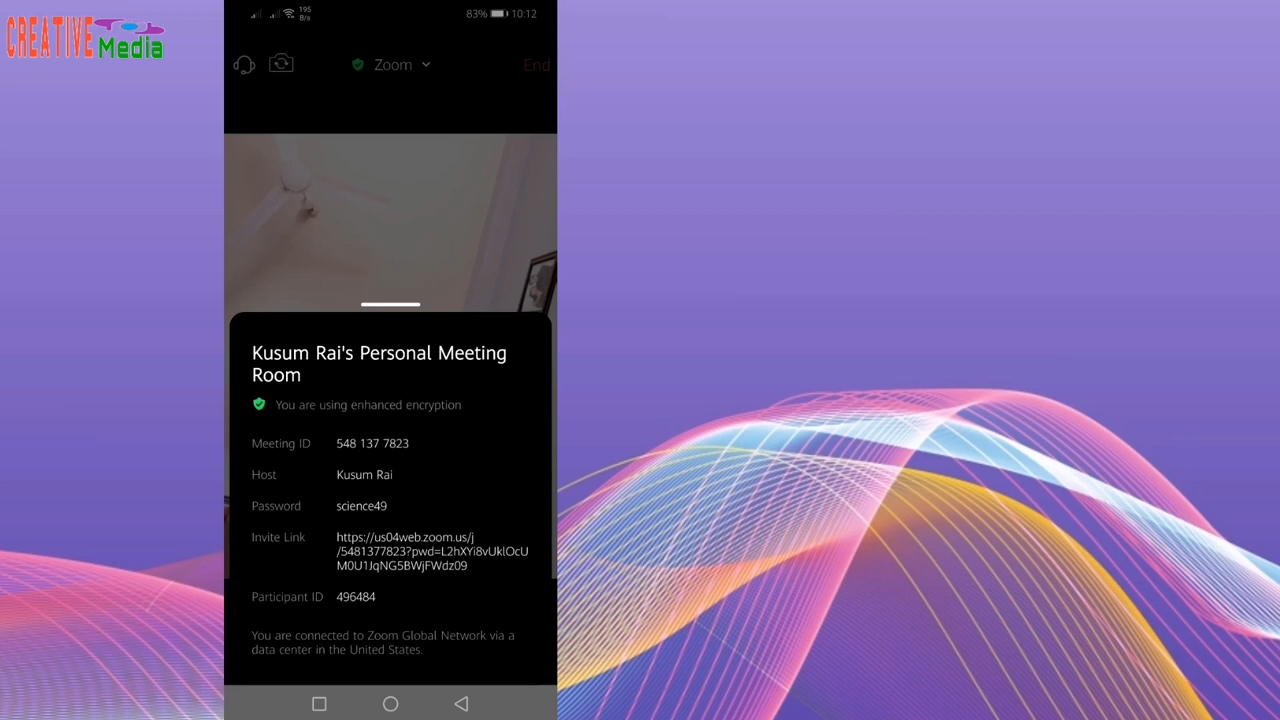 CREATIVE
Media
195
B/s
83%
10:12
Zoom
End
Kusum Rai's Personal Meeting
Room
You are using enhanced encryption
Meeting ID 548 137 7823
Host Kusum Rai
Password science49
Invite Link https://us04web.zoom.us/j
/5481377823?pwd=L2hXYi8vUklOcU
M0U1JqNG5BWjFWdz09
Participant ID 496484
You are connected to Zoom Global Network via a
data center in the United States.